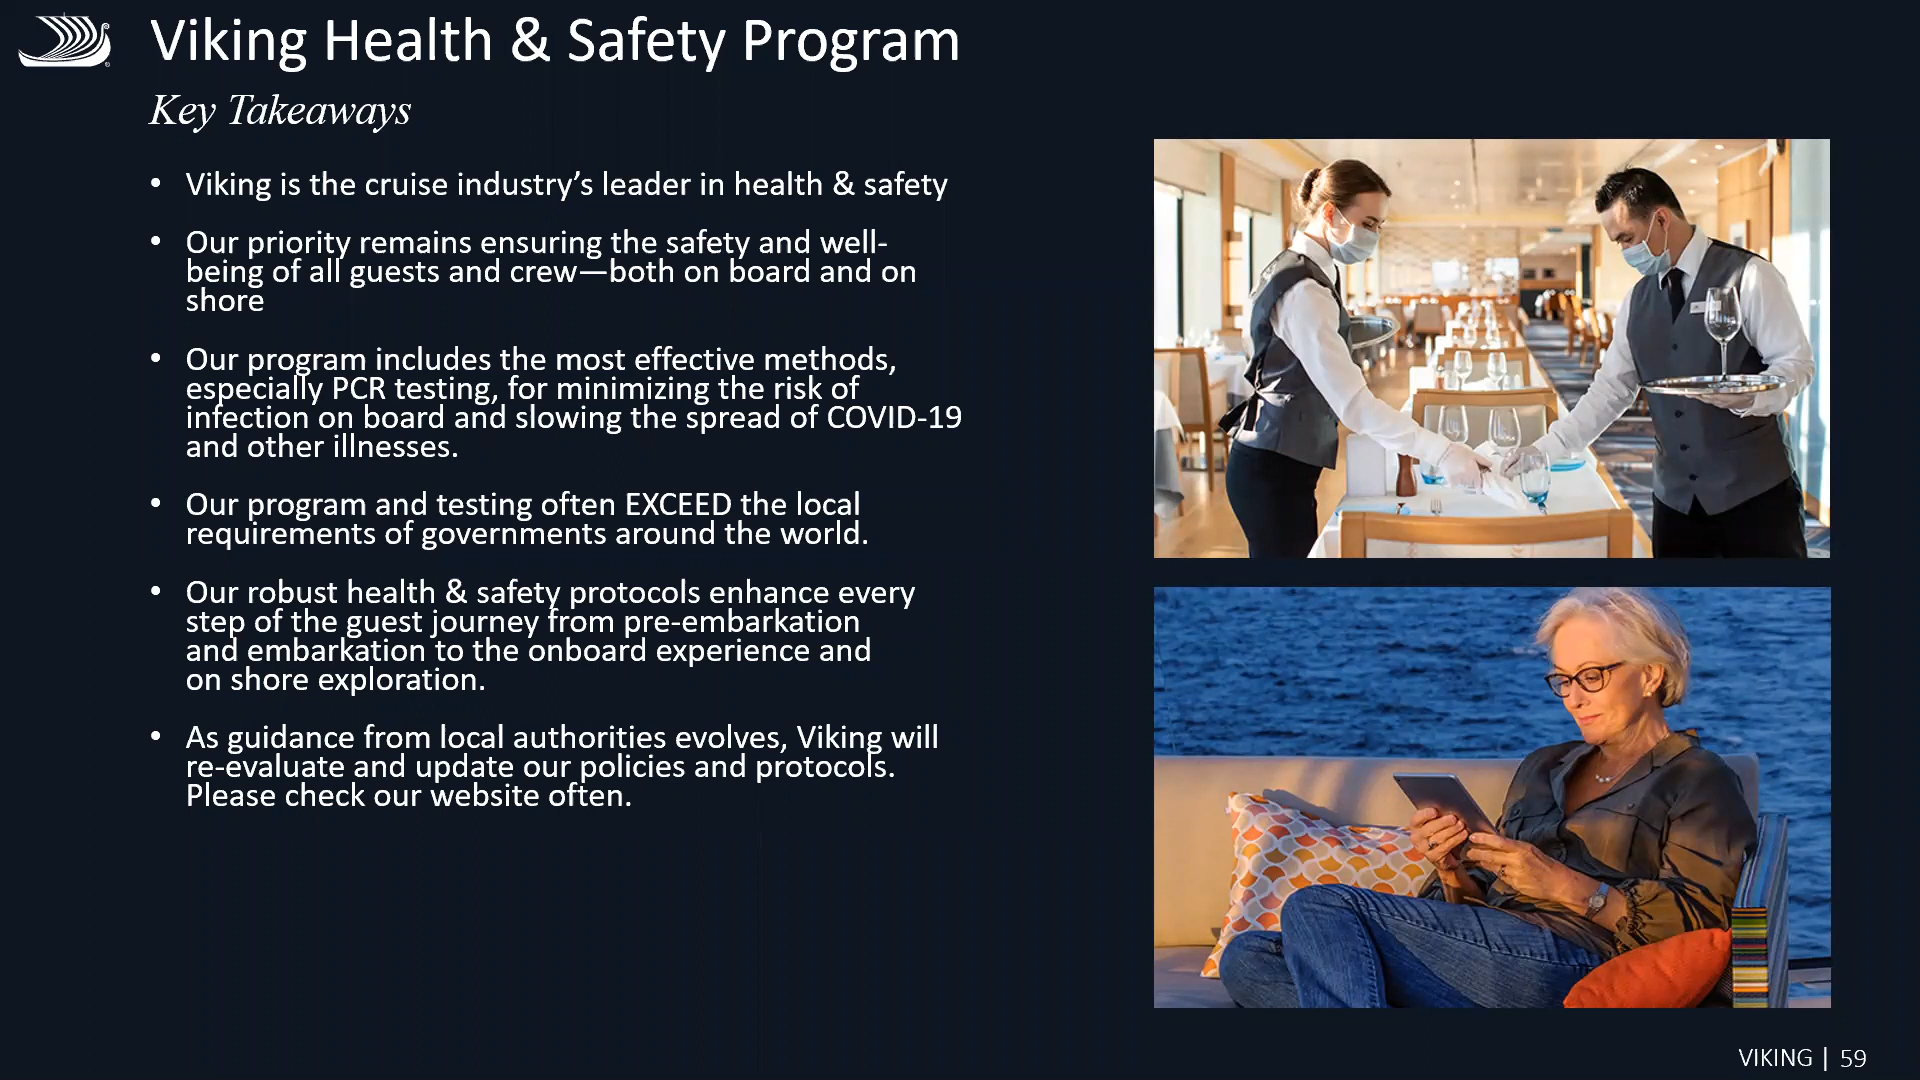 Viking Health & Safety Program
Key Takeaways
• Viking is the cruise industry’s leader in health & safety
• Our priority remains ensuring the safety and well-
being of all guests and crew—both on board and on
shore
• Our program includes the most effective methods,
especially PCR testing, for minimizing the risk of
infection on board and slowing the spread of COVID-19
and other illnesses.
• Our program and testing often EXCEED the local
requirements of governments around the world.
• Our robust health & safety protocols enhance every
step of the guest journey from pre-embarkation
and embarkation to the onboard experience and
on shore exploration.
• As guidance from local authorities evolves, Viking will
re-evaluate and update our policies and protocols.
Please check our website often.
VIKING | 59